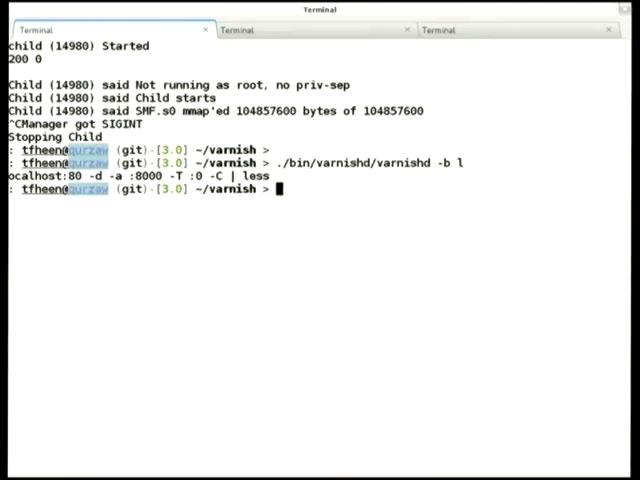 Terminal
Terminal × Terminal × Terminal ×
child (14980) Started
200 0
Child (14980) said Not running as root, no priv-sep
Child (14980) said Child starts
Child (14980) said SMF.s0 mmap'ed 104857600 bytes of 104857600
^CManager got SIGINT
Stopping Child
: tfheen@qurzaw (git)-[3.0] ~/varnish >
: tfheen@qurzaw (git)-[3.0] ~/varnish > ./bin/varnishd/varnishd -b l
ocalhost:80 -d -a :8000 -T :0 -C | less
: tfheen@qurzaw (git)-[3.0] ~/varnish >